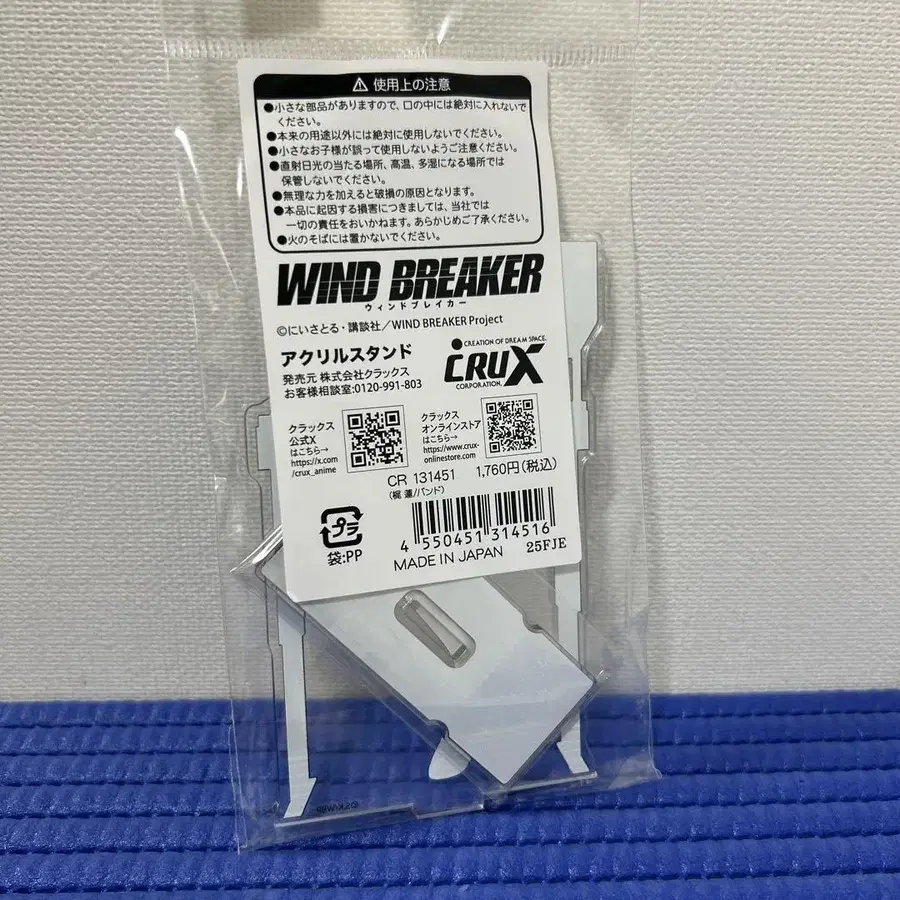 ⚠ 使用上の注意
●小さな部品がありますので、口の中には絶対に入れないで
ください。
●本来の用途以外には絶対に使用しないでください。
●小さなお子様が誤って使用しないようご注意ください。
●直射日光の当たる場所、高温、多湿になる場所では
保管しないでください。
●無理な力を加えると破損の原因となります。
●本品に起因する損害につきましては、当社では
一切の責任をおいかねます。あらかじめご了承ください。
●火のそばには置かないでください。
WIND BREAKER
ウィンドブレイカー
©にいさとる・講談社／WIND BREAKER Project
アクリルスタンド
発売元 株式会社クラックス
お客様相談室:0120-991-803
CREATION OF DREAM SPACE.
CRUX
CORPORATION.
クラックス
公式X
はこちら→
https://x.com
/crux_anime
クラックス
オンラインストア
はこちら→
https://www.crux-
onlinestore.com
CR 131451 1,760円(税込)
(梶 蓮/バンド)
プラ
袋:PP
4 550451 314516
MADE IN JAPAN 25FJE